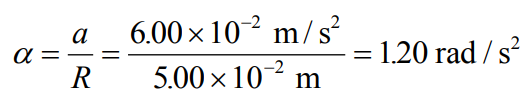 α = a / R = 6.00 × 10⁻² m / s² / 5.00 × 10⁻² m = 1.20 rad / s²